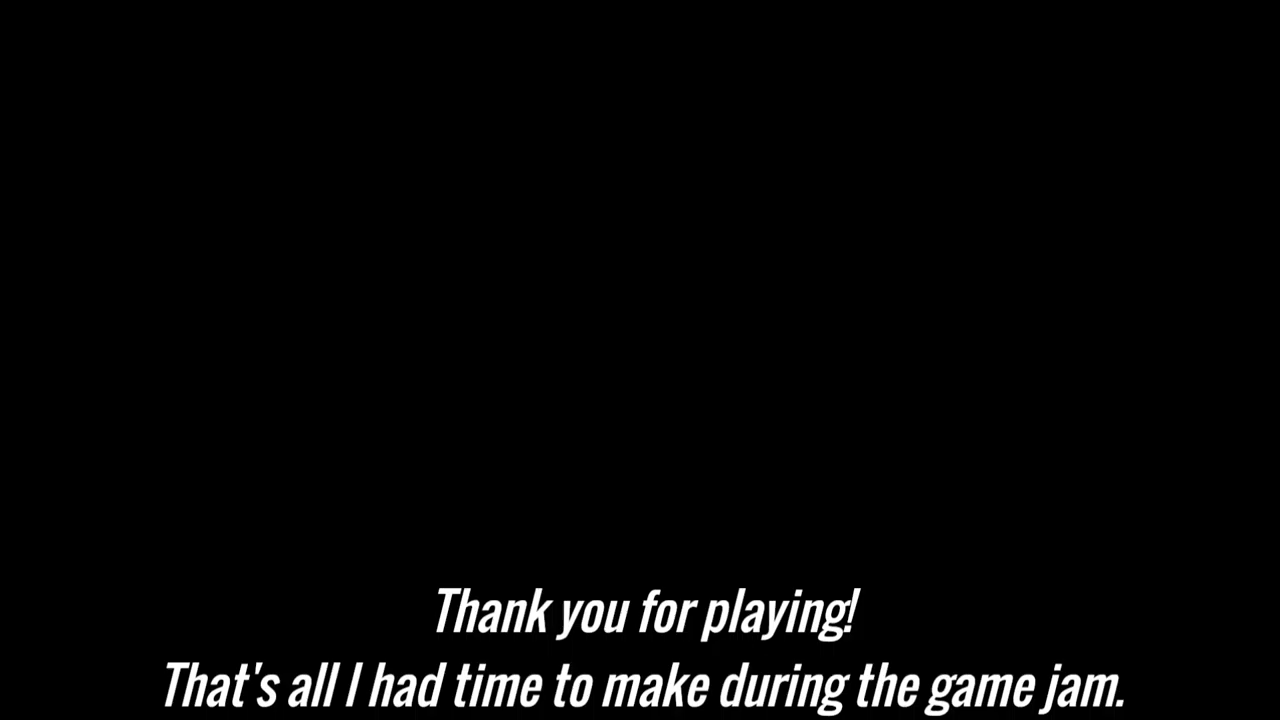 Thank you for playing!
That's all I had time to make during the game jam.